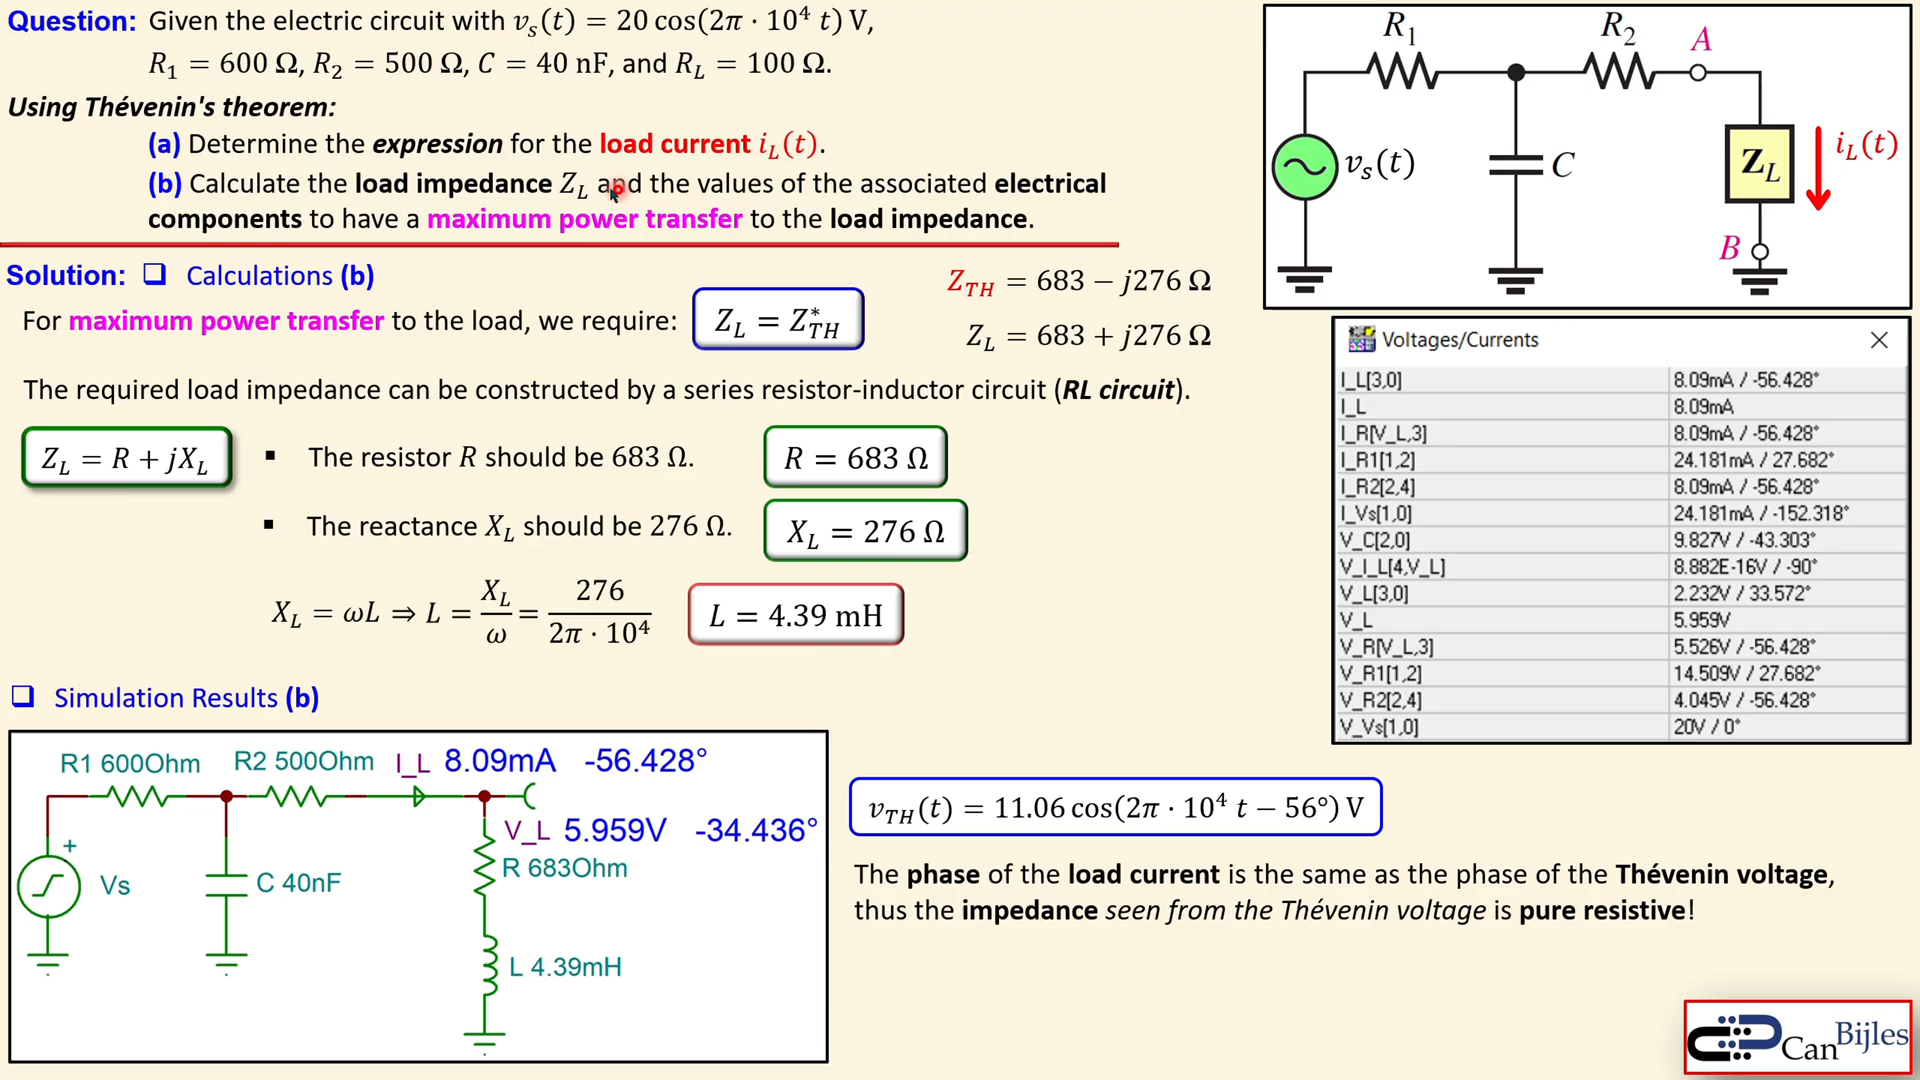 Question: Given the electric circuit with vₛ(t) = 20 cos(2π · 10⁴ t) V,
R₁ = 600 Ω, R₂ = 500 Ω, C = 40 nF, and R_L = 100 Ω.
Using Thévenin's theorem:
(a) Determine the expression for the load current i_L(t).
(b) Calculate the load impedance Z_L and the values of the associated electrical
components to have a maximum power transfer to the load impedance.
R₁
R₂
A
vₛ(t)
C
Z_L
i_L(t)
B
Solution: ❑ Calculations (b)
Z_TH = 683 − j276 Ω
For maximum power transfer to the load, we require: Z_L = Z*_TH
Z_L = 683 + j276 Ω
The required load impedance can be constructed by a series resistor-inductor circuit (RL circuit).
Z_L = R + jX_L
▪ The resistor R should be 683 Ω. R = 683 Ω
▪ The reactance X_L should be 276 Ω. X_L = 276 Ω
X_L = ωL ⇒ L = X_L/ω = 276/(2π · 10⁴) L = 4.39 mH
Voltages/Currents
I_L[3,0] 8.09mA / -56.428°
I_L 8.09mA
I_R[V_L,3] 8.09mA / -56.428°
I_R1[1,2] 24.181mA / 27.682°
I_R2[2,4] 8.09mA / -56.428°
I_Vs[1,0] 24.181mA / -152.318°
V_C[2,0] 9.827V / -43.303°
V_I_L[4,V_L] 8.882E-16V / -90°
V_L[3,0] 2.232V / 33.572°
V_L 5.959V
V_R[V_L,3] 5.526V / -56.428°
V_R1[1,2] 14.509V / 27.682°
V_R2[2,4] 4.045V / -56.428°
V_Vs[1,0] 20V / 0°
❑ Simulation Results (b)
R1 600Ohm R2 500Ohm I_L 8.09mA -56.428°
V_L 5.959V -34.436°
+
R 683Ohm
Vs
C 40nF
L 4.39mH
v_TH(t) = 11.06 cos(2π · 10⁴ t − 56°) V
The phase of the load current is the same as the phase of the Thévenin voltage,
thus the impedance seen from the Thévenin voltage is pure resistive!
CanBijles